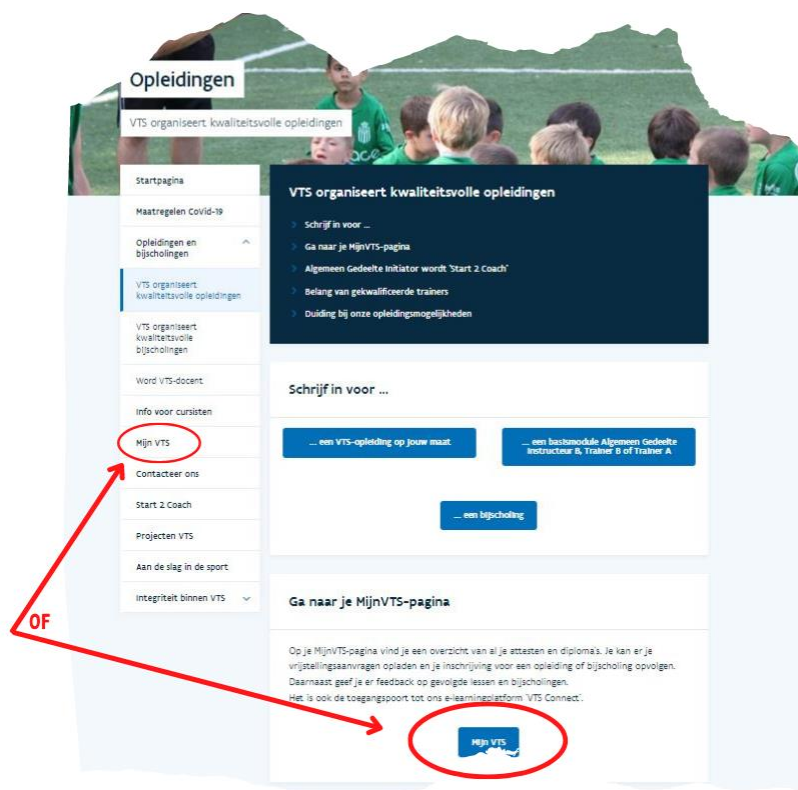 Opleidingen
VTS organiseert kwaliteitsvolle opleidingen
Startpagina
Maatregelen CoVid-19
Opleidingen en
bijscholingen
VTS organiseert
kwaliteitsvolle opleidingen
VTS organiseert
kwaliteitsvolle
bijscholingen
Word VTS-docent
Info voor cursisten
Mijn VTS
Contacteer ons
Start 2 Coach
Projecten VTS
Aan de slag in de sport
Integriteit binnen VTS
OF
VTS organiseert kwaliteitsvolle opleidingen
Schrijf in voor ...
Ga naar je MijnVTS-pagina
Algemeen Gedeelte Initiator wordt 'Start 2 Coach'
Belang van gekwalificeerde trainers
Duiding bij onze opleidingsmogelijkheden
Schrijf in voor ...
... een VTS-opleiding op jouw maat
... een basismodule Algemeen Gedeelte
Instructeur B, Trainer B of Trainer A
... een bijscholing
Ga naar je MijnVTS-pagina
Op je MijnVTS-pagina vind je een overzicht van al je attesten en diploma's. Je kan er je
vrijstellingsaanvragen opladen en je inschrijving voor een opleiding of bijscholing opvolgen.
Daarnaast geef je er feedback op gevolgde lessen en bijscholingen.
Het is ook de toegangspoort tot ons e-learningplatform 'VTS Connect'.
Mijn VTS